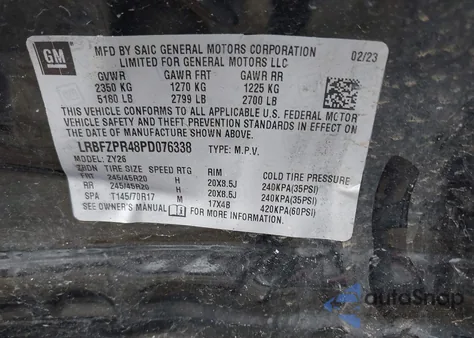 GM
MFD BY SAIC GENERAL MOTORS CORPORATION 02/23
LIMITED FOR GENERAL MOTORS LLC
GVWR GAWR FRT GAWR RR
2350 KG 1270 KG 1225 KG
5180 LB 2799 LB 2700 LB
THIS VEHICLE CONFORMS TO ALL APPLICABLE U.S. FEDERAL MOTOR
VEHICLE SAFETY AND THEFT PREVENTION STANDARDS IN
EFFECT ON THE DATE OF MANUFACTURE SHOWN ABOVE.
LRBFZPR48PD076338 TYPE: M.P.V.
MODEL: ZY26
TIRE SIZE SPEED RTG RIM COLD TIRE PRESSURE
FRT 245/45R20 H 20X8.5J 240KPA(35PSI)
RR 245/45R20 H 20X8.5J 240KPA(35PSI)
SPA T145/70R17 M 17X4B 420KPA(60PSI)
SEE OWNER'S MANUAL FOR MORE INFORMATION.
AutoSnap